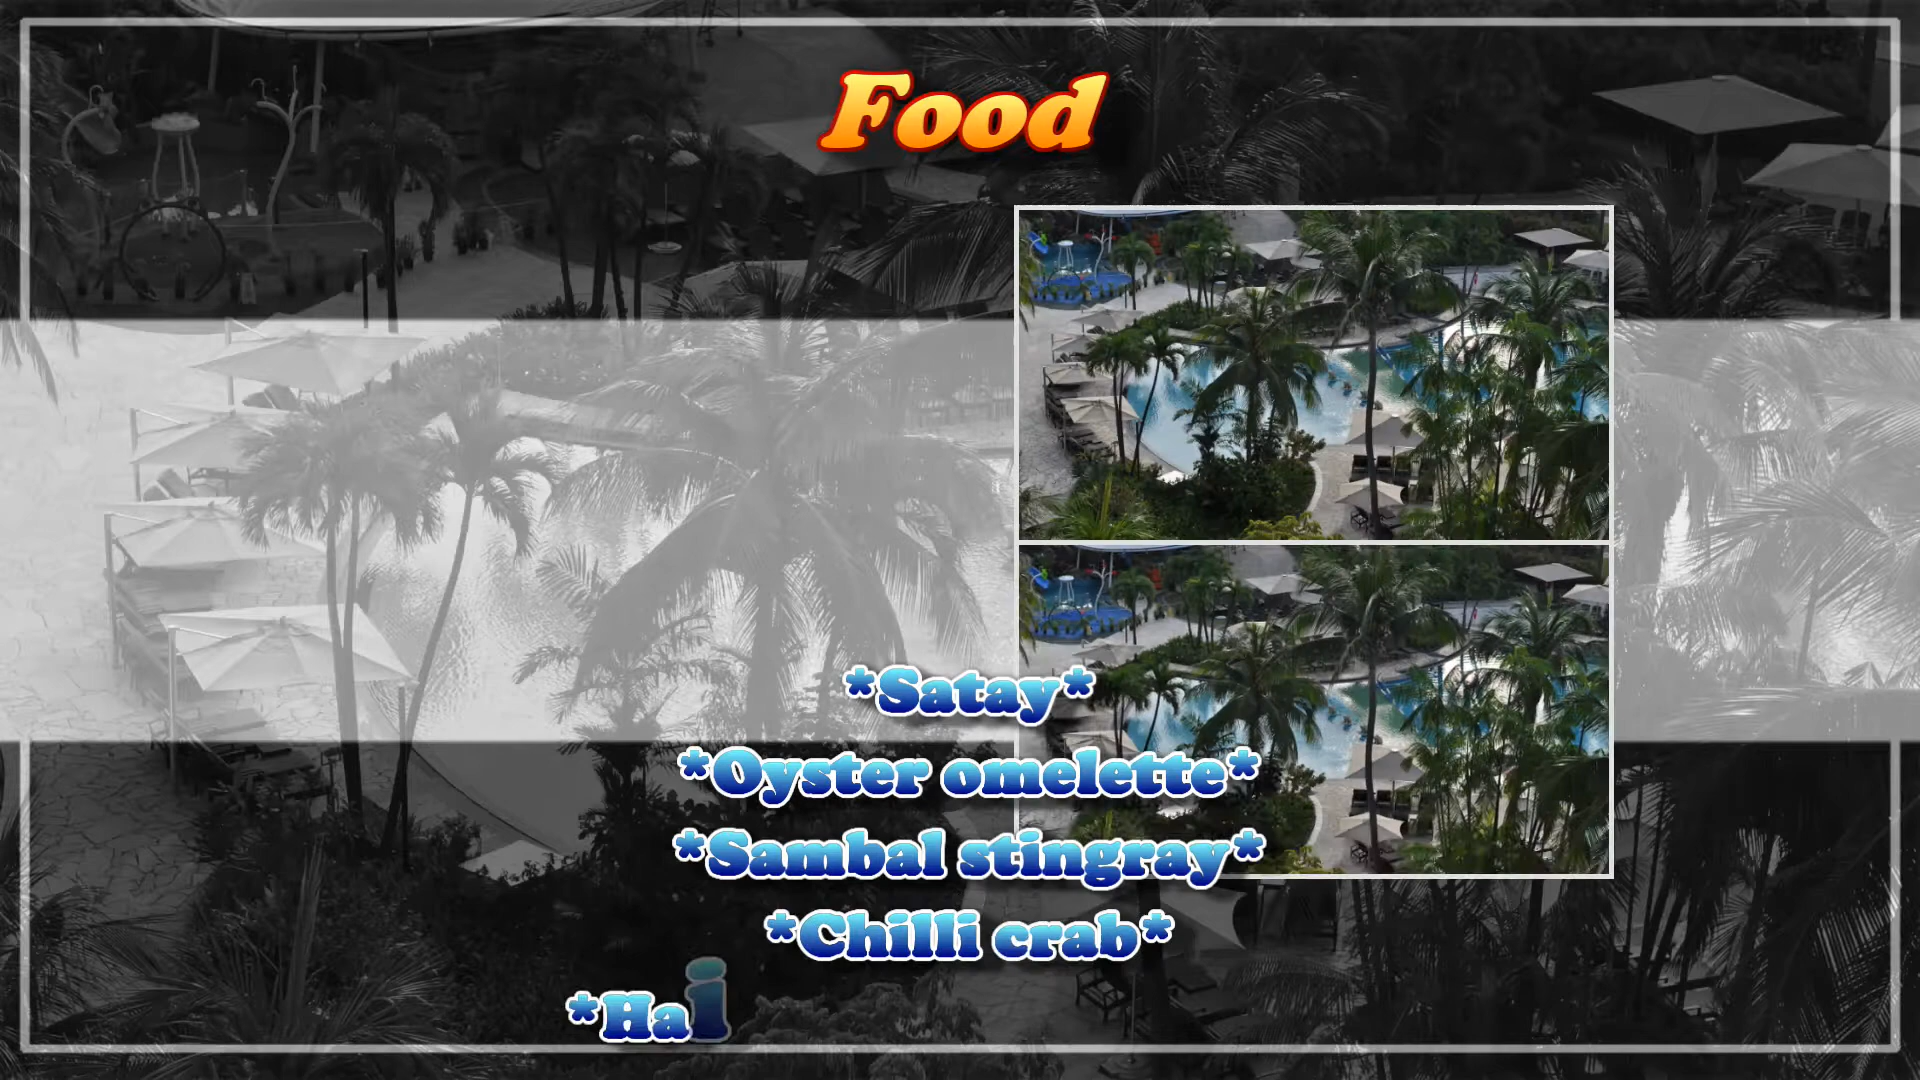 Food
*Satay*
*Oyster omelette*
*Sambal stingray*
*Chilli crab*
*Hai